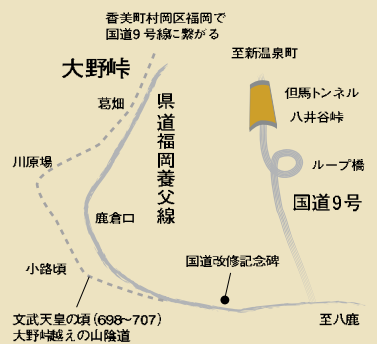 香美町村岡区福岡で
国道9号線に繋がる
大野峠
至新温泉町
但馬トンネル
八井谷峠
葛畑
県道福岡養父線
川原場
ループ橋
国道9号
鹿倉口
小路頃
国道改修記念碑
文武天皇の頃(698〜707)
大野峠越えの山陰道
至八鹿